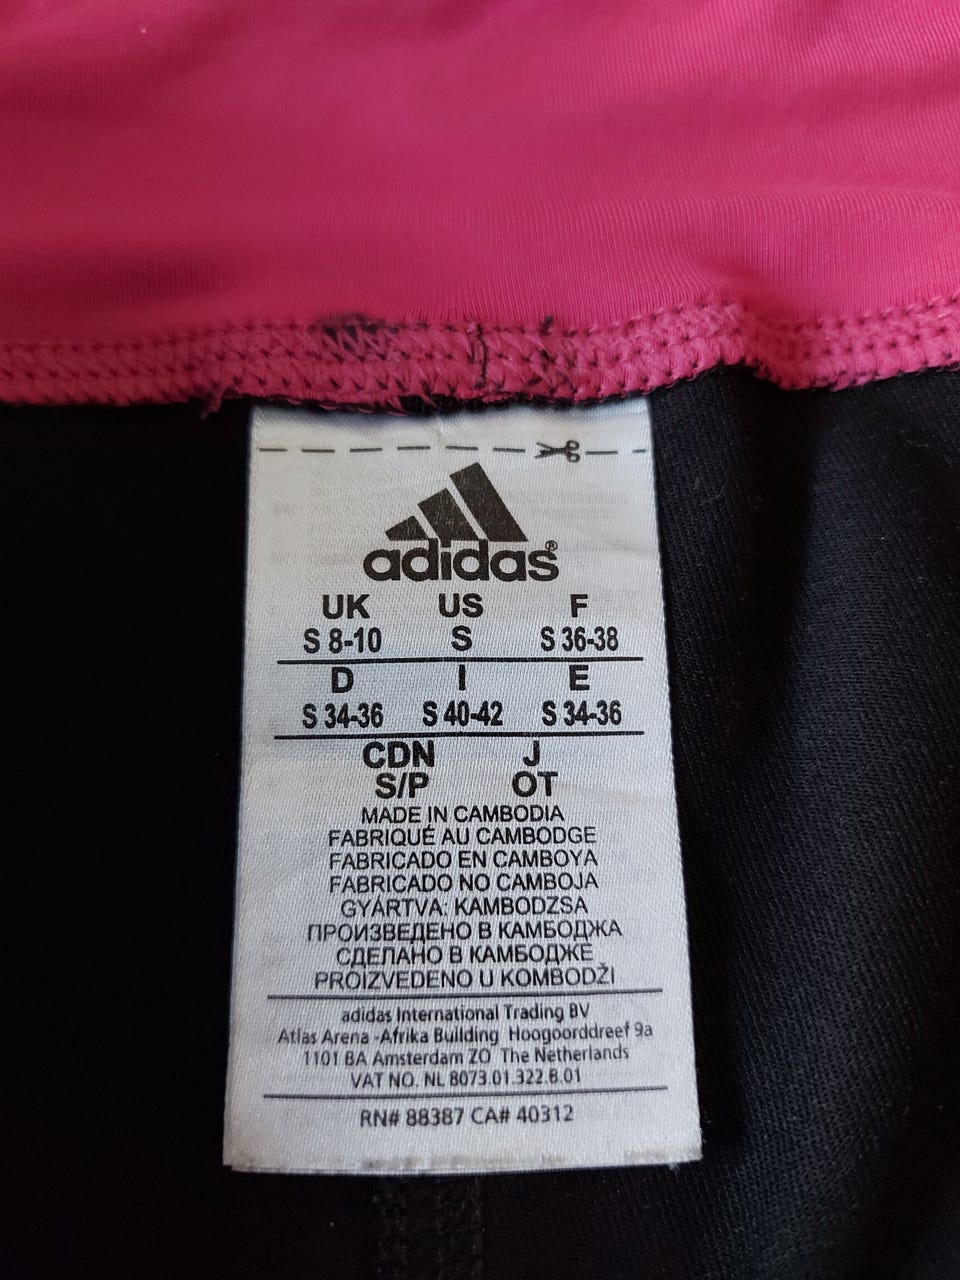 adidas®
UK US F
S 8-10 S S 36-38
D I E
S 34-36 S 40-42 S 34-36
CDN J
S/P OT
MADE IN CAMBODIA
FABRIQUÉ AU CAMBODGE
FABRICADO EN CAMBOYA
FABRICADO NO CAMBOJA
GYÁRTVA: KAMBODZSA
ПРОИЗВЕДЕНО В КАМБОДЖА
СДЕЛАНО В КАМБОДЖЕ
PROIZVEDENO U KOMBODŽI
adidas International Trading BV
Atlas Arena -Afrika Building Hoogoorddreef 9a
1101 BA Amsterdam ZO The Netherlands
VAT NO. NL 8073.01.322.B.01
RN# 88387 CA# 40312